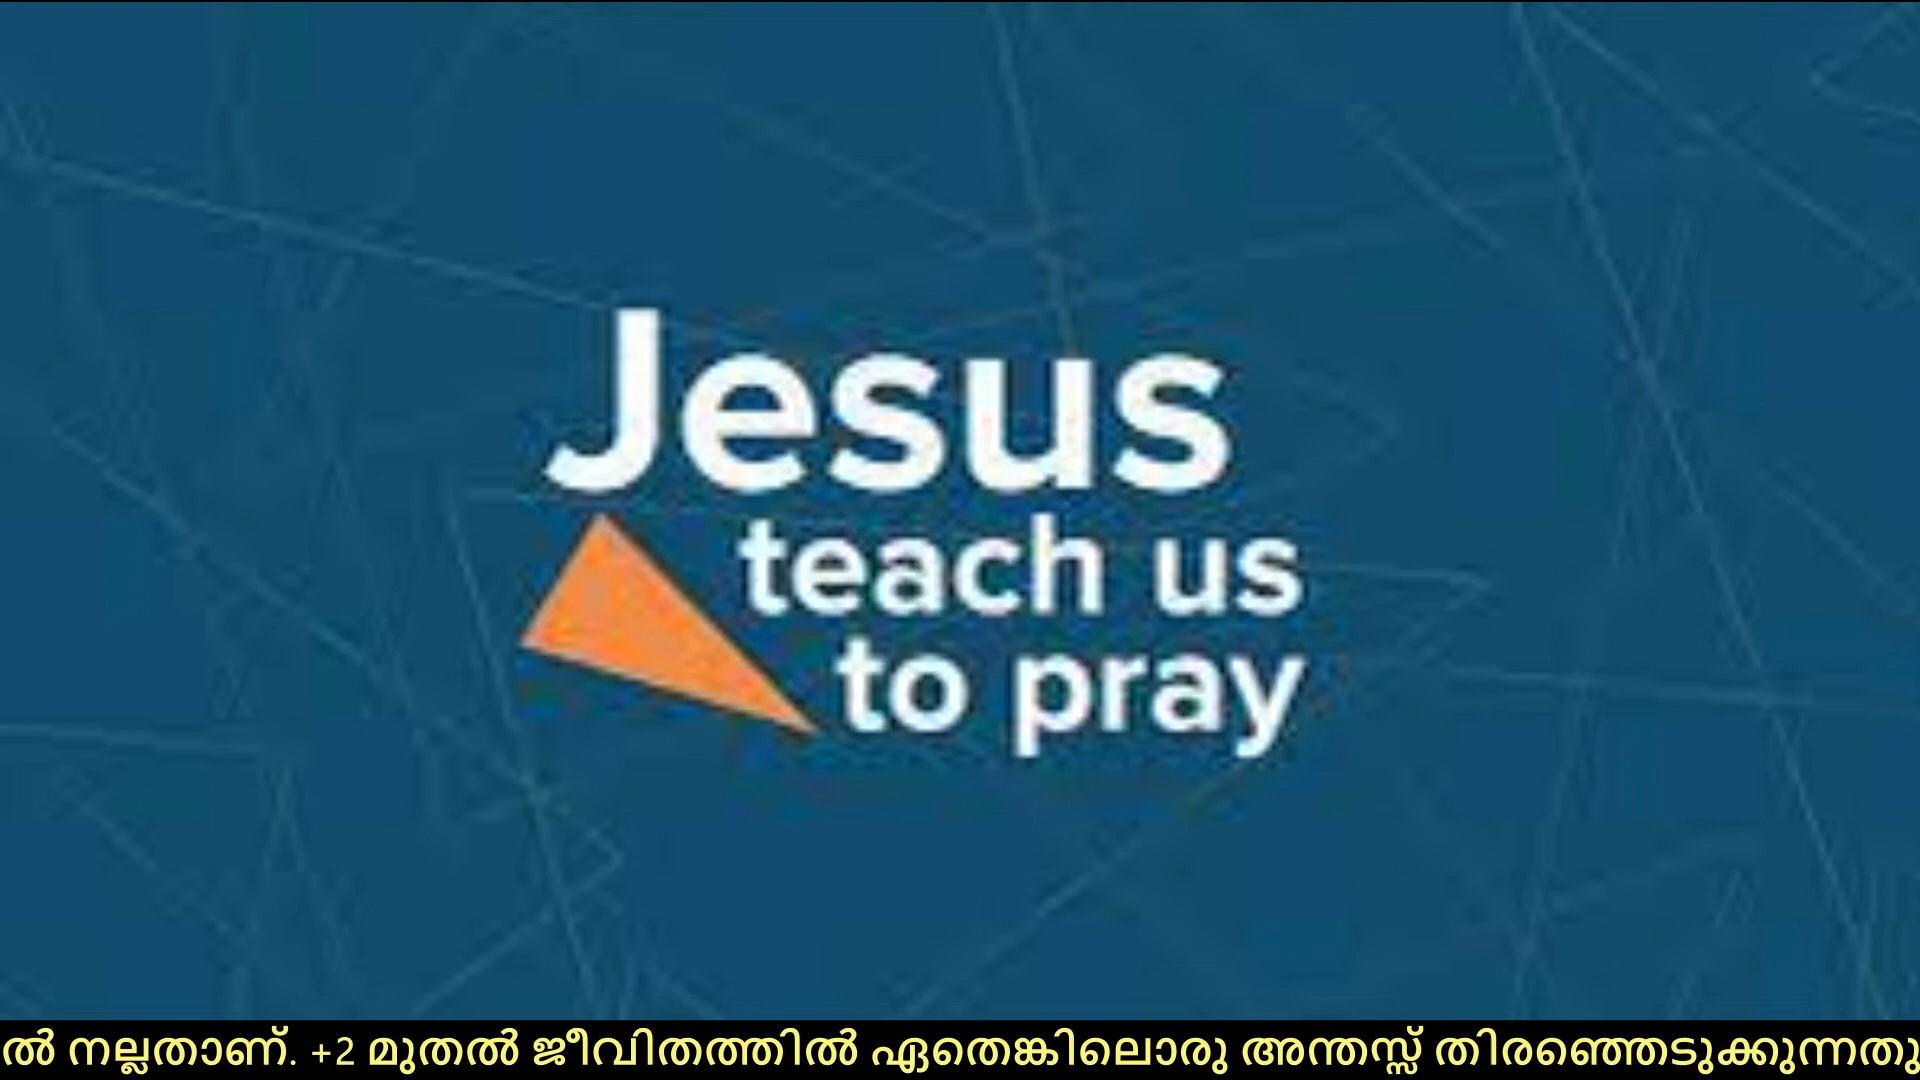 Jesus
teach us
to pray
ൽ നല്ലതാണ്. +2 മുതൽ ജീവിതത്തിൽ ഏതെങ്കിലൊരു അന്തസ്സ് തിരഞ്ഞെടുക്കുന്നതു